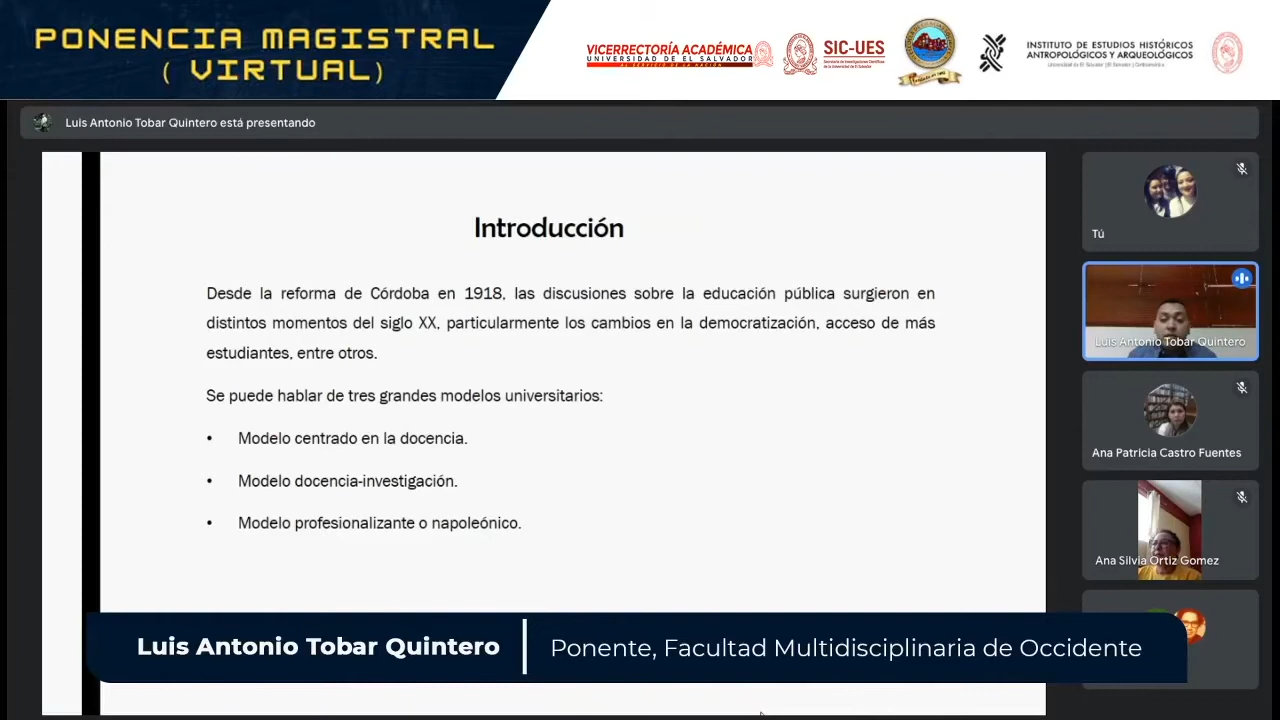 PONENCIA MAGISTRAL
( VIRTUAL)
VICERRECTORÍA ACADÉMICA
UNIVERSIDAD DE EL SALVADOR
SIC-UES
INSTITUTO DE ESTUDIOS HISTÓRICOS
ANTROPOLÓGICOS Y ARQUEOLÓGICOS
Luis Antonio Tobar Quintero está presentando
Introducción
Desde la reforma de Córdoba en 1918, las discusiones sobre la educación pública surgieron en
distintos momentos del siglo XX, particularmente los cambios en la democratización, acceso de más
estudiantes, entre otros.
Se puede hablar de tres grandes modelos universitarios:
• Modelo centrado en la docencia.
• Modelo docencia-investigación.
• Modelo profesionalizante o napoleónico.
Tú
Luis Antonio Tobar Quintero
Ana Patricia Castro Fuentes
Ana Silvia Ortiz Gomez
Luis Antonio Tobar Quintero
Ponente, Facultad Multidisciplinaria de Occidente